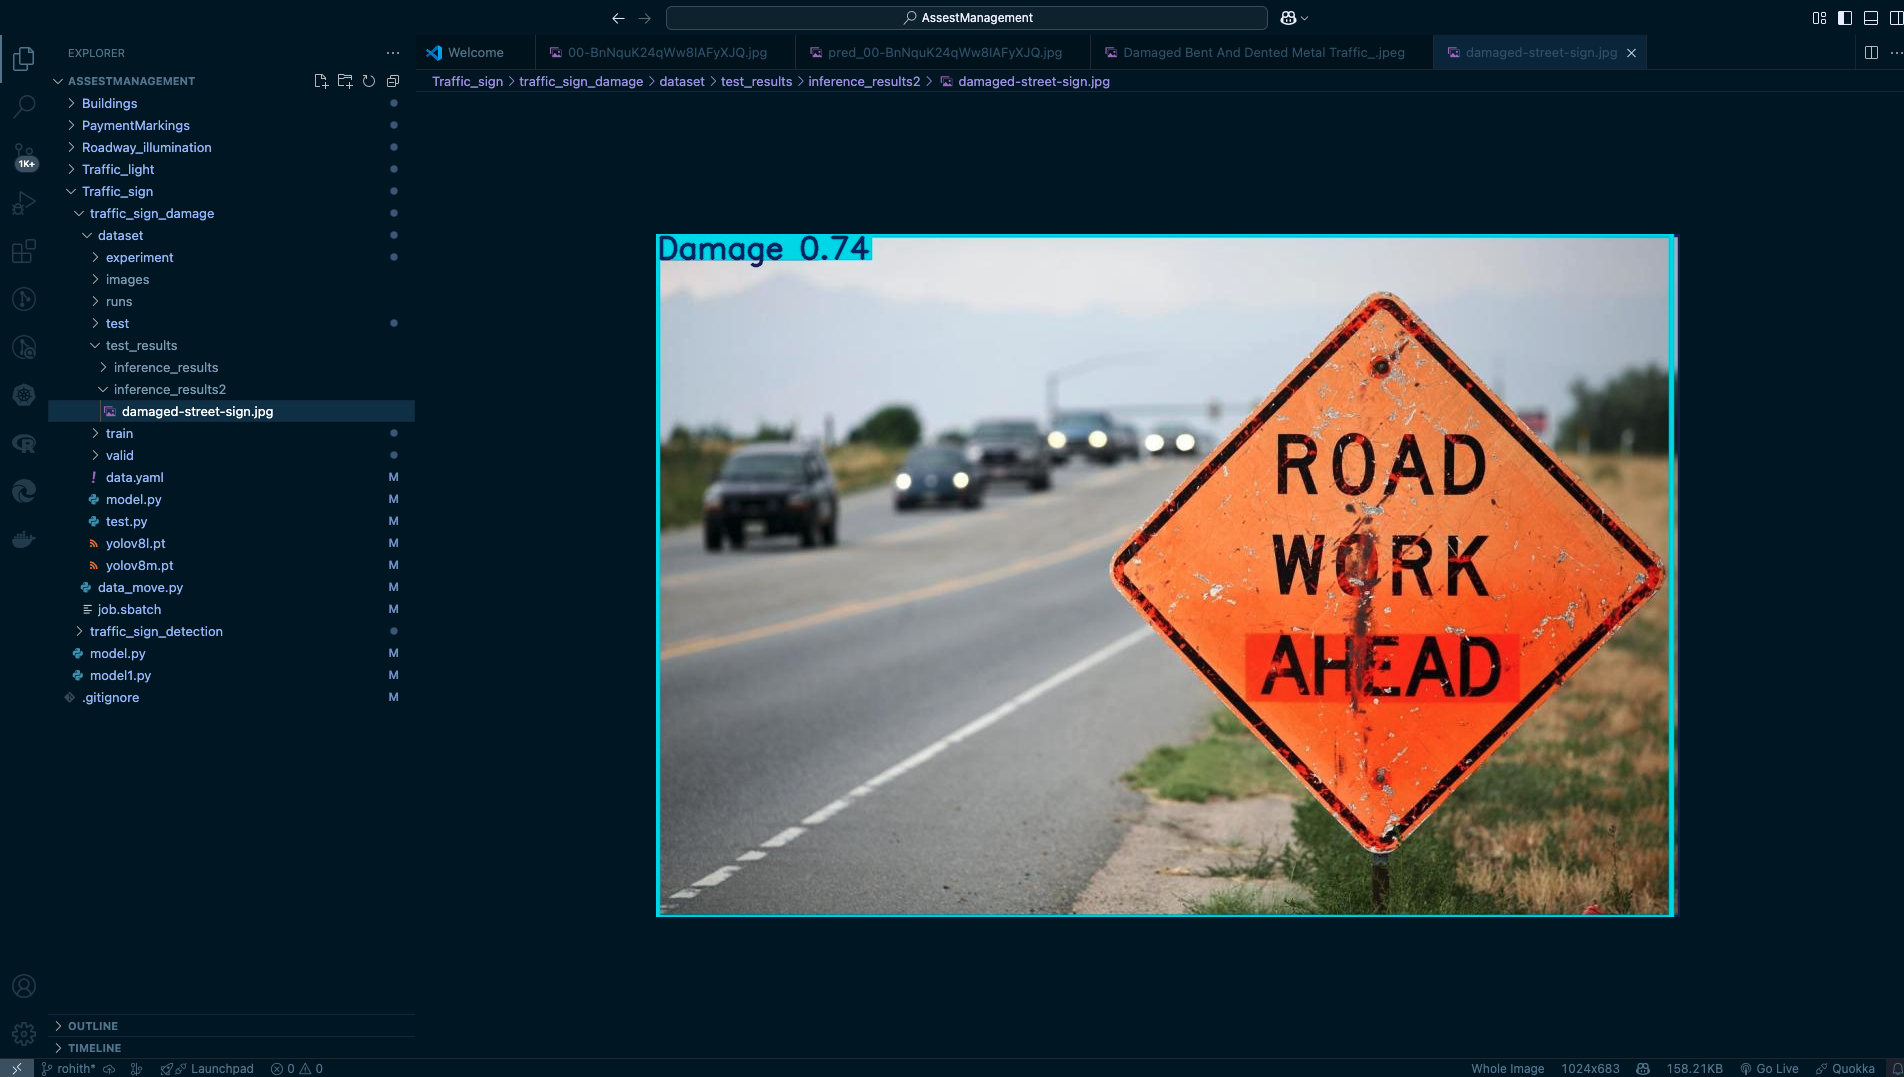 AssestManagement
EXPLORER
Welcome
00-BnNquK24qWw8IAFyXJQ.jpg
pred_00-BnNquK24qWw8IAFyXJQ.jpg
Damaged Bent And Dented Metal Traffic_.jpeg
damaged-street-sign.jpg
ASSESTMANAGEMENT
Traffic_sign > traffic_sign_damage > dataset > test_results > inference_results2 > damaged-street-sign.jpg
Buildings
PaymentMarkings
Roadway_illumination
1K+
Traffic_light
Traffic_sign
traffic_sign_damage
dataset
experiment
images
runs
test
test_results
inference_results
inference_results2
damaged-street-sign.jpg
train
valid
! data.yaml M
model.py M
test.py M
yolov8l.pt M
yolov8m.pt M
data_move.py M
job.sbatch M
traffic_sign_detection
model.py M
model1.py M
.gitignore M
Damage 0.74
ROAD
WORK
AHEAD
OUTLINE
TIMELINE
rohith* Launchpad 0 0 Whole Image 1024x683 158.21KB Go Live Quokka